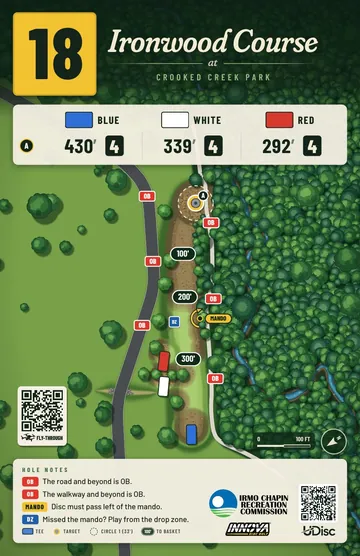 18
Ironwood Course
at
CROOKED CREEK PARK
BLUE WHITE RED
A 430' 4 339' 4 292' 4
A
OB
OB
100'
OB
200' OB
MANDO
OB DZ
300'
OB
FLY-THROUGH
0 100 FT
HOLE NOTES
OB The road and beyond is OB.
OB The walkway and beyond is OB.
MANDO Disc must pass left of the mando.
DZ Missed the mando? Play from the drop zone.
TEE TARGET CIRCLE 1 (33') 100' TO BASKET
IRMO CHAPIN
RECREATION
COMMISSION
INNOVA
UDisc